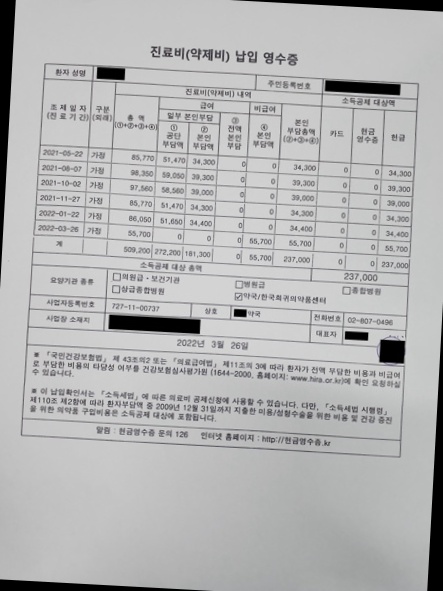 진료비(약제비) 납입 영수증
환자 성명 주민등록번호
진료비(약제비) 내역 소득공제 대상액
조제일자 (진료기간) 구분 (외래) 총 액 (①+②+③+④) 급여 비급여 본인 부담총액 (②+③+④) 카드 현금 영수증 현금
일부 본인부담 ③ 전액 본인 부담 ④ 본인 부담액
① 공단 부담액 ② 본인 부담액
2021-05-22 가정 85,770 51,470 34,300 0 0 34,300 0 0 34,300
2021-08-07 가정 98,350 59,050 39,300 0 0 39,300 0 0 39,300
2021-10-02 가정 97,560 58,560 39,000 0 0 39,000 0 0 39,000
2021-11-27 가정 85,770 51,470 34,300 0 0 34,300 0 0 34,300
2022-01-22 가정 86,050 51,650 34,400 0 0 34,400 0 0 34,400
2022-03-26 가정 55,700 0 0 0 55,700 55,700 0 0 55,700
계 509,200 272,200 181,300 0 55,700 237,000 0 0 237,000
소득공제 대상 총액 237,000
요양기관 종류 □의원급·보건기관 □병원급 □종합병원
□상급종합병원 ☑약국/한국희귀의약품센터
사업자등록번호 727-11-00737 상호 약국 전화번호 02-807-0496
사업장 소재지 대표자
2022년 3월 26일
※ 「국민건강보험법」 제 43조의2 또는 「의료급여법」 제11조의 3에 따라 환자가 전액 부담한 비용과 비급여
로 부담한 비용의 타당성 여부를 건강보험심사평가원 (1644-2000, 홈페이지: www.hira.or.kr)에 확인 요청하실
수 있습니다.
※ 이 납입확인서는 「소득세법」에 따른 의료비 공제신청에 사용할 수 있습니다. 다만, 「소득세법 시행령」
제110조 제2항에 따라 환자부담액 중 2009년 12월 31일까지 지출한 미용/성형수술을 위한 비용 및 건강 증진
을 위한 의약품 구입비용은 소득공제 대상에 포함됩니다.
알림 : 현금영수증 문의 126 인터넷 홈페이지 : http://현금영수증.kr